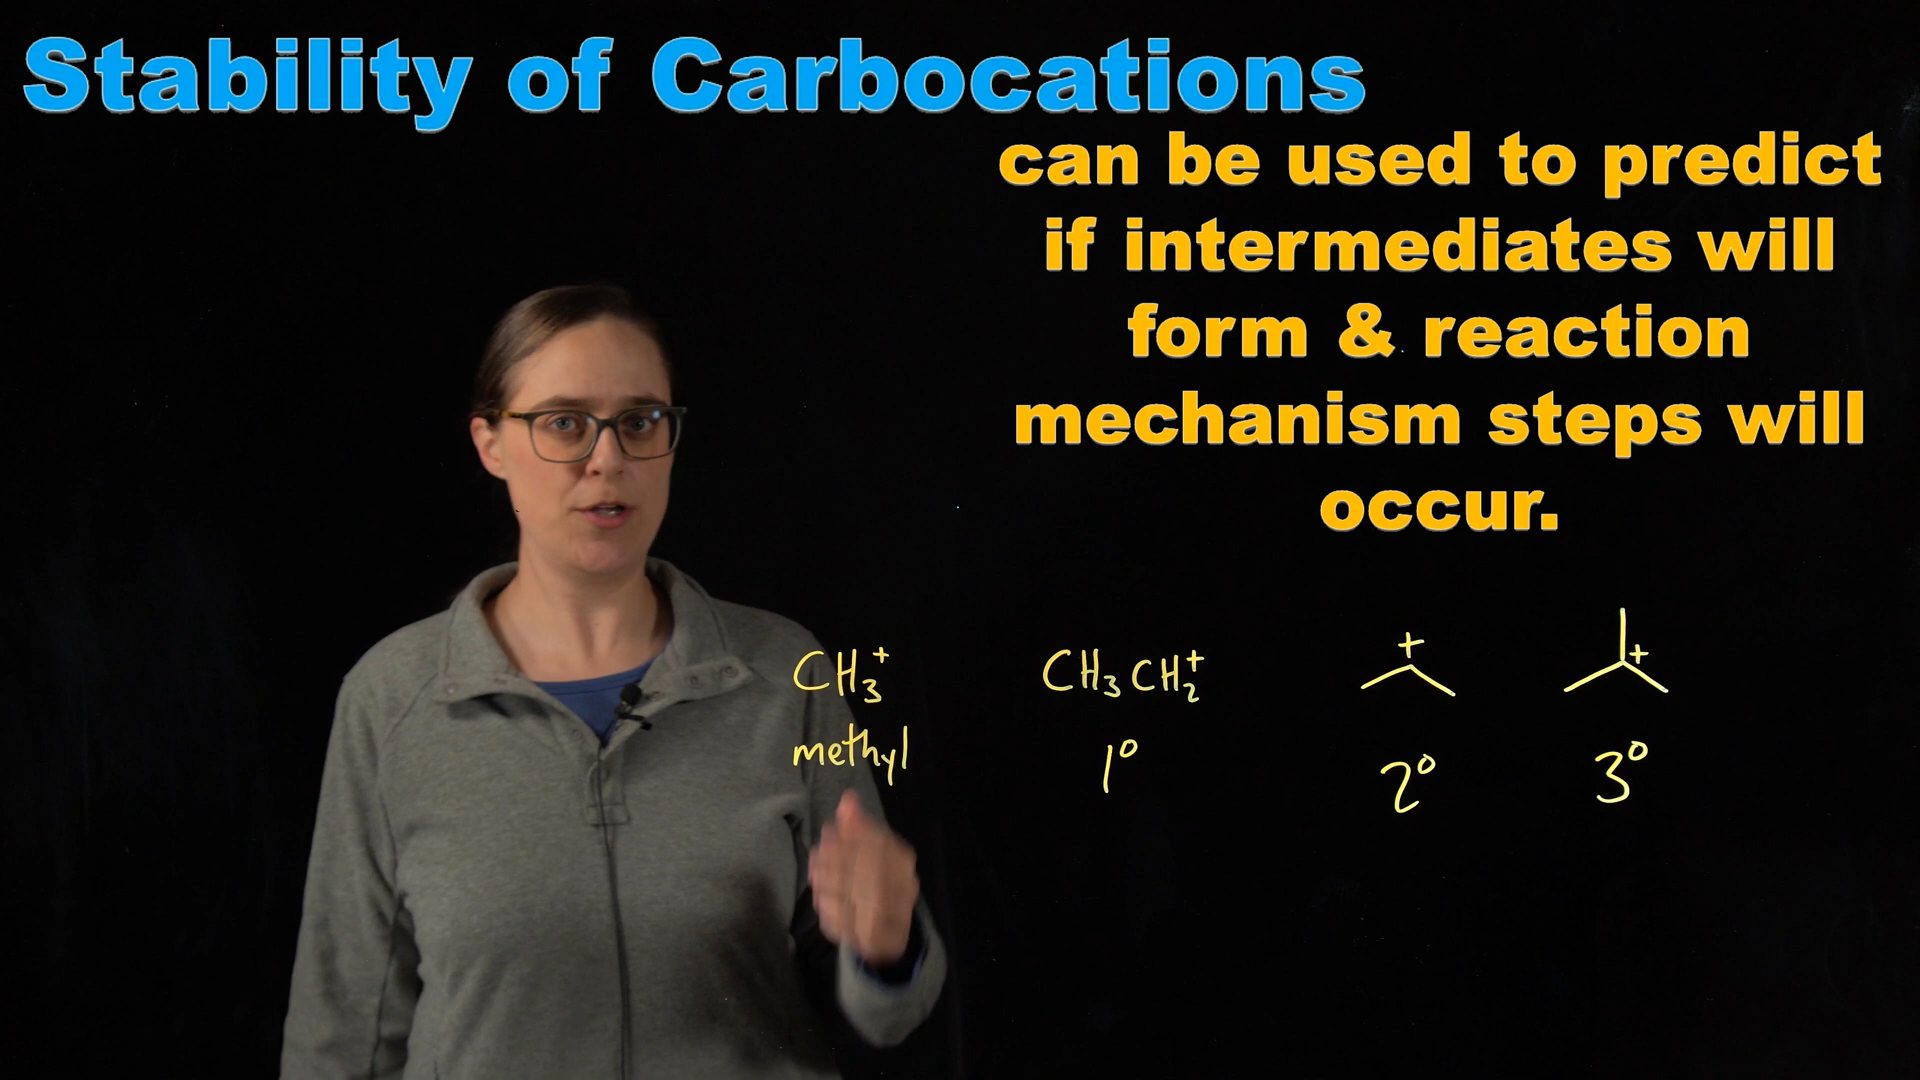 Stability of Carbocations
can be used to predict
if intermediates will
form & reaction
mechanism steps will
occur.
CH₃⁺ CH₃CH₂⁺ + +
methyl 1° 2° 3°